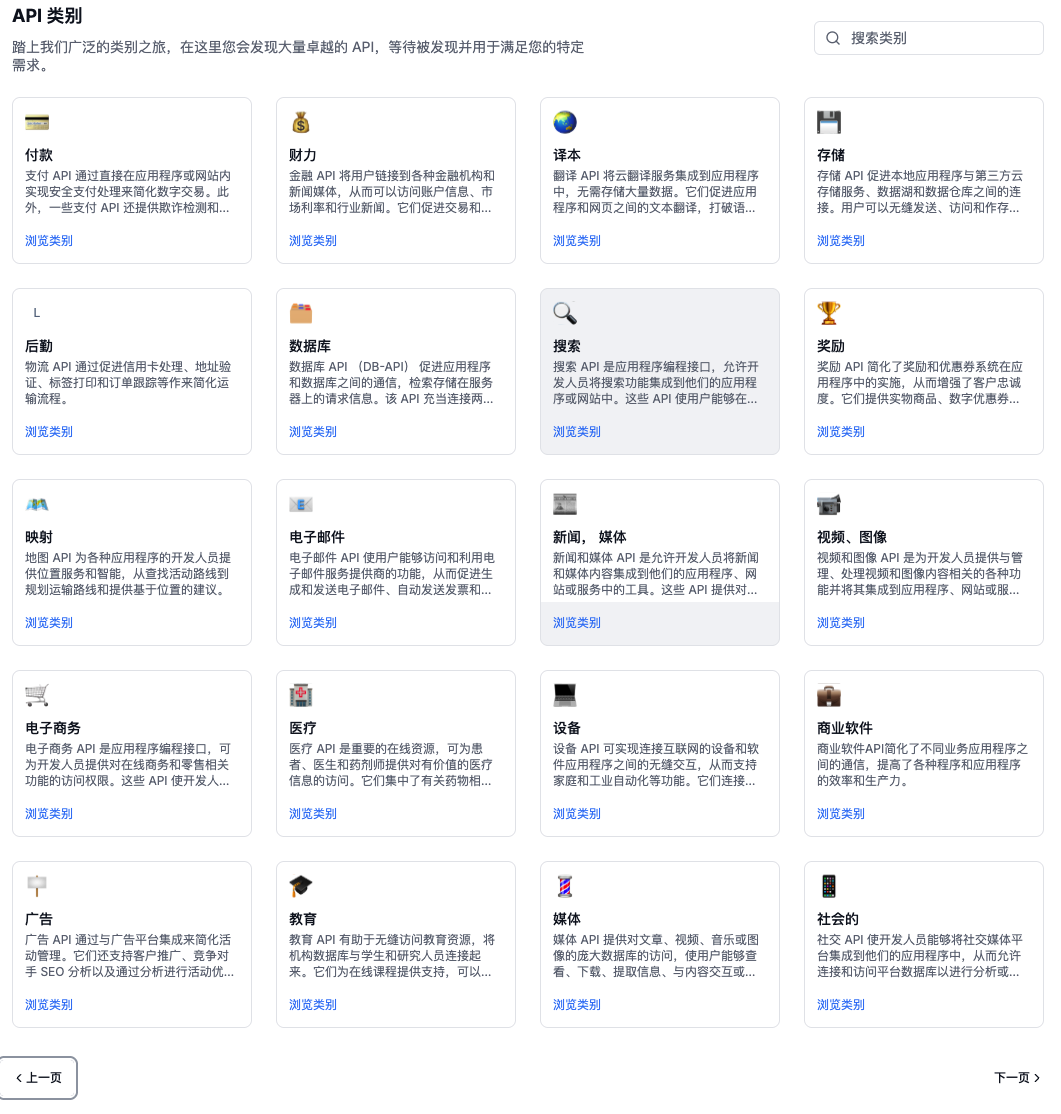 API 类别
踏上我们广泛的类别之旅，在这里您会发现大量卓越的 API，等待被发现并用于满足您的特定
需求。
搜索类别
付款
支付 API 通过直接在应用程序或网站内
实现安全支付处理来简化数字交易。此
外，一些支付 API 还提供欺诈检测和...
浏览类别
财力
金融 API 将用户链接到各种金融机构和
新闻媒体，从而可以访问账户信息、市
场利率和行业新闻。它们促进交易和...
浏览类别
译本
翻译 API 将云翻译服务集成到应用程序
中，无需存储大量数据。它们促进应用
程序和网页之间的文本翻译，打破语...
浏览类别
存储
存储 API 促进本地应用程序与第三方云
存储服务、数据湖和数据仓库之间的连
接。用户可以无缝发送、访问和作存...
浏览类别
L
后勤
物流 API 通过促进信用卡处理、地址验
证、标签打印和订单跟踪等作来简化运
输流程。
浏览类别
数据库
数据库 API （DB-API） 促进应用程序
和数据库之间的通信，检索存储在服务
器上的请求信息。该 API 充当连接两...
浏览类别
搜索
搜索 API 是应用程序编程接口，允许开
发人员将搜索功能集成到他们的应用程
序或网站中。这些 API 使用户能够在...
浏览类别
奖励
奖励 API 简化了奖励和优惠券系统在应
用程序中的实施，从而增强了客户忠诚
度。它们提供实物商品、数字优惠券...
浏览类别
映射
地图 API 为各种应用程序的开发人员提
供位置服务和智能，从查找活动路线到
规划运输路线和提供基于位置的建议。
浏览类别
电子邮件
电子邮件 API 使用户能够访问和利用电
子邮件服务提供商的功能，从而促进生
成和发送电子邮件、自动发送发票和...
浏览类别
新闻， 媒体
新闻和媒体 API 是允许开发人员将新闻
和媒体内容集成到他们的应用程序、网
站或服务中的工具。这些 API 提供对...
浏览类别
视频、图像
视频和图像 API 是为开发人员提供与管
理、处理视频和图像内容相关的各种功
能并将其集成到应用程序、网站或服...
浏览类别
电子商务
电子商务 API 是应用程序编程接口，可
为开发人员提供对在线商务和零售相关
功能的访问权限。这些 API 使开发人...
浏览类别
医疗
医疗 API 是重要的在线资源，可为患
者、医生和药剂师提供对有价值的医疗
信息的访问。它们集中了有关药物相...
浏览类别
设备
设备 API 可实现连接互联网的设备和软
件应用程序之间的无缝交互，从而支持
家庭和工业自动化等功能。它们连接...
浏览类别
商业软件
商业软件API简化了不同业务应用程序之
间的通信，提高了各种程序和应用程序
的效率和生产力。
浏览类别
广告
广告 API 通过与广告平台集成来简化活
动管理。它们还支持客户推广、竞争对
手 SEO 分析以及通过分析进行活动优...
浏览类别
教育
教育 API 有助于无缝访问教育资源，将
机构数据库与学生和研究人员连接起
来。它们为在线课程提供支持，可以...
浏览类别
媒体
媒体 API 提供对文章、视频、音乐或图
像的庞大数据库的访问，使用户能够查
看、下载、提取信息、与内容交互或...
浏览类别
社会的
社交 API 使开发人员能够将社交媒体平
台集成到他们的应用程序中，从而允许
连接和访问平台数据库以进行分析或...
浏览类别
上一页
下一页